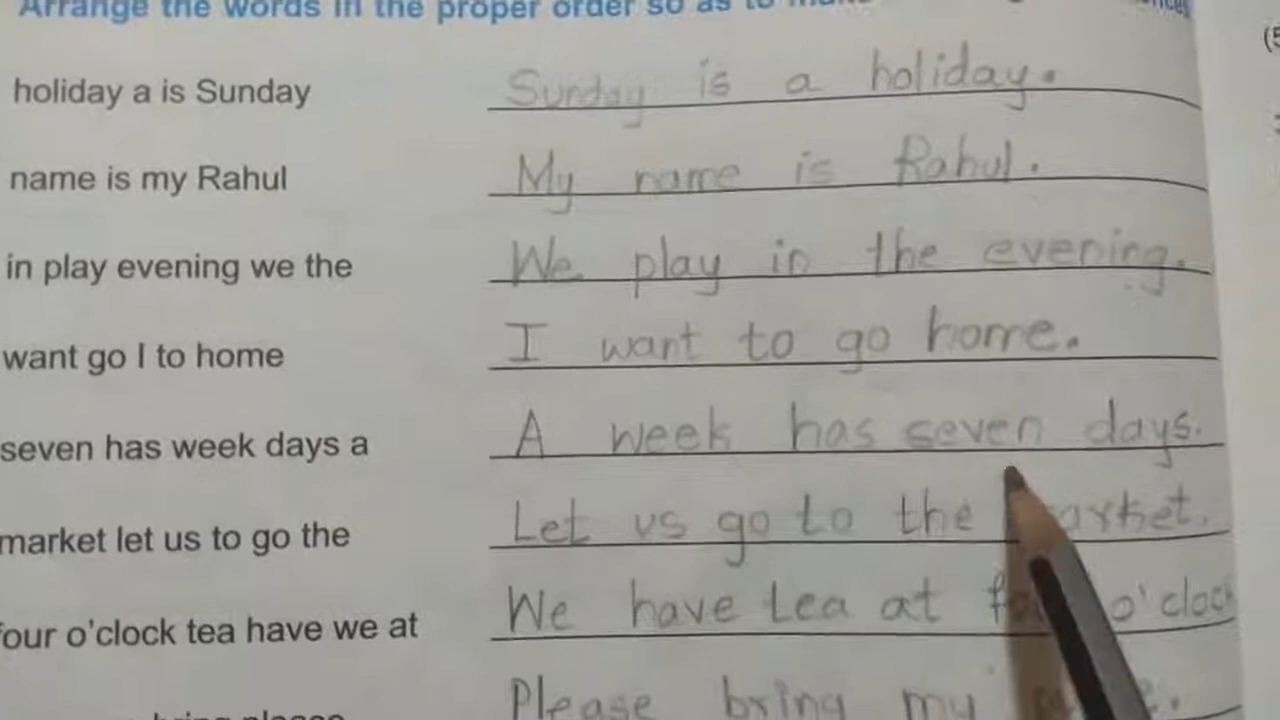 Arrange the words in the proper order so as to
holiday a is Sunday Sunday is a holiday.
name is my Rahul My name is Rahul.
in play evening we the We play in the evening.
want go I to home I want to go home.
seven has week days a A week has seven days.
market let us to go the Let us go to the market.
four o'clock tea have we at We have tea at o'clock
bring please Please bring my